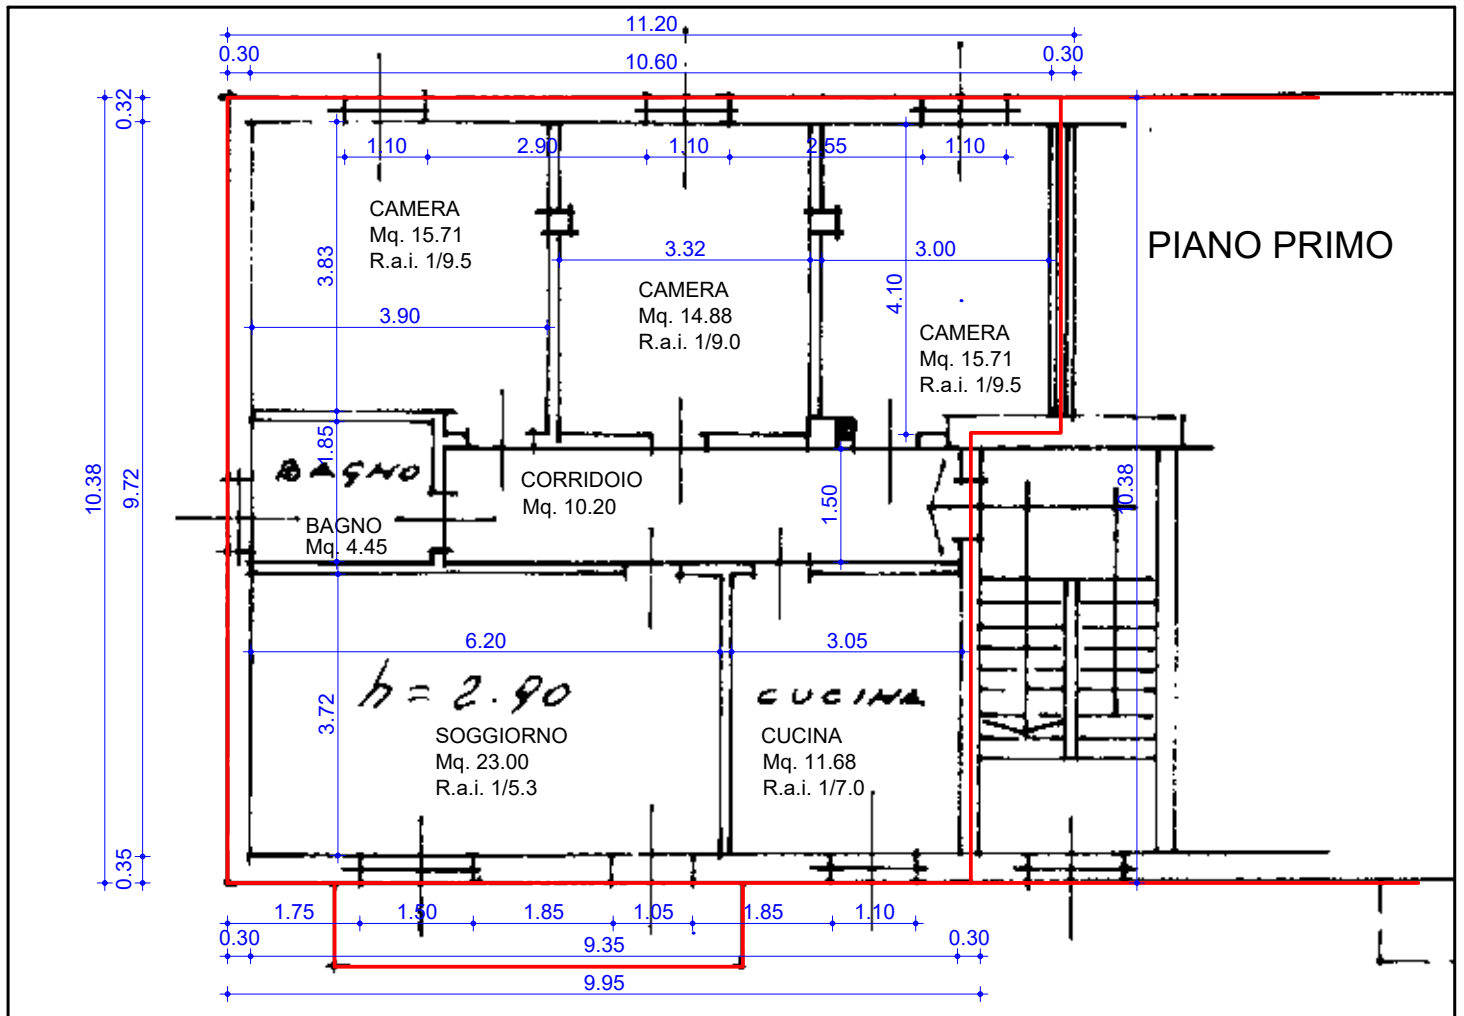 11.20
0.30
10.60
0.30
0.32
1.10
2.90
1.10
2.55
1.10
CAMERA
Mq. 15.71
R.a.i. 1/9.5
PIANO PRIMO
3.83
3.32
3.00
4.10
CAMERA
Mq. 14.88
R.a.i. 1/9.0
3.90
CAMERA
Mq. 15.71
R.a.i. 1/9.5
1.85
BAGNO
CORRIDOIO
Mq. 10.20
10.38
9.72
1.50
10.38
BAGNO
Mq. 4.45
6.20
3.05
h = 2.90
CUCINA
3.72
SOGGIORNO
Mq. 23.00
R.a.i. 1/5.3
CUCINA
Mq. 11.68
R.a.i. 1/7.0
0.35
1.75
1.50
1.85
1.05
1.85
1.10
0.30
9.35
0.30
9.95